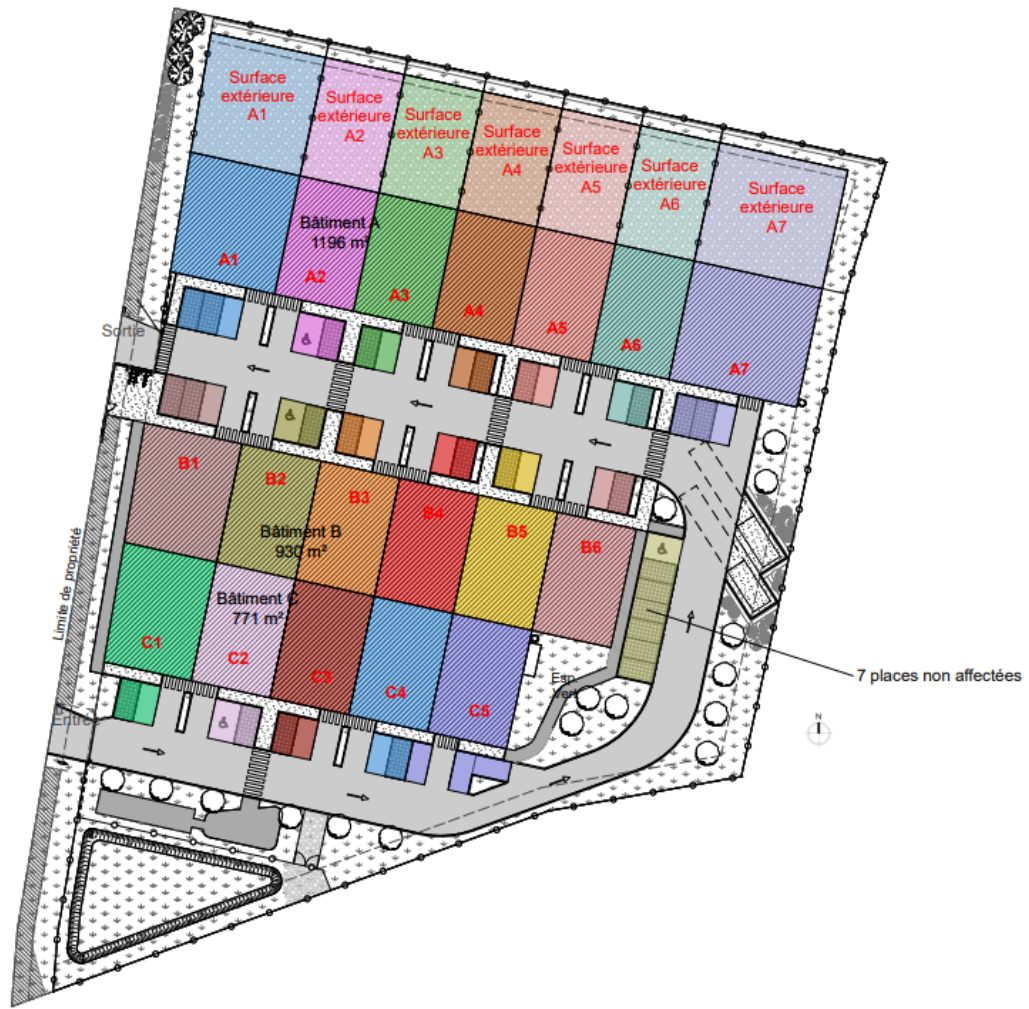 Surface
extérieure
A1
Surface
extérieure
A2
Surface
extérieure
A3
Surface
extérieure
A4
Surface
extérieure
A5
Surface
extérieure
A6
Surface
extérieure
A7
Bâtiment A
1196 m²
A1
A2
A3
A4
A5
A6
A7
Sortie
B1
B2
B3
B4
B5
B6
Bâtiment B
930 m²
Limite de propriété
Bâtiment C
771 m²
C1
C2
C3
C4
C5
Esp.
Vert
7 places non affectées
N
Entrée